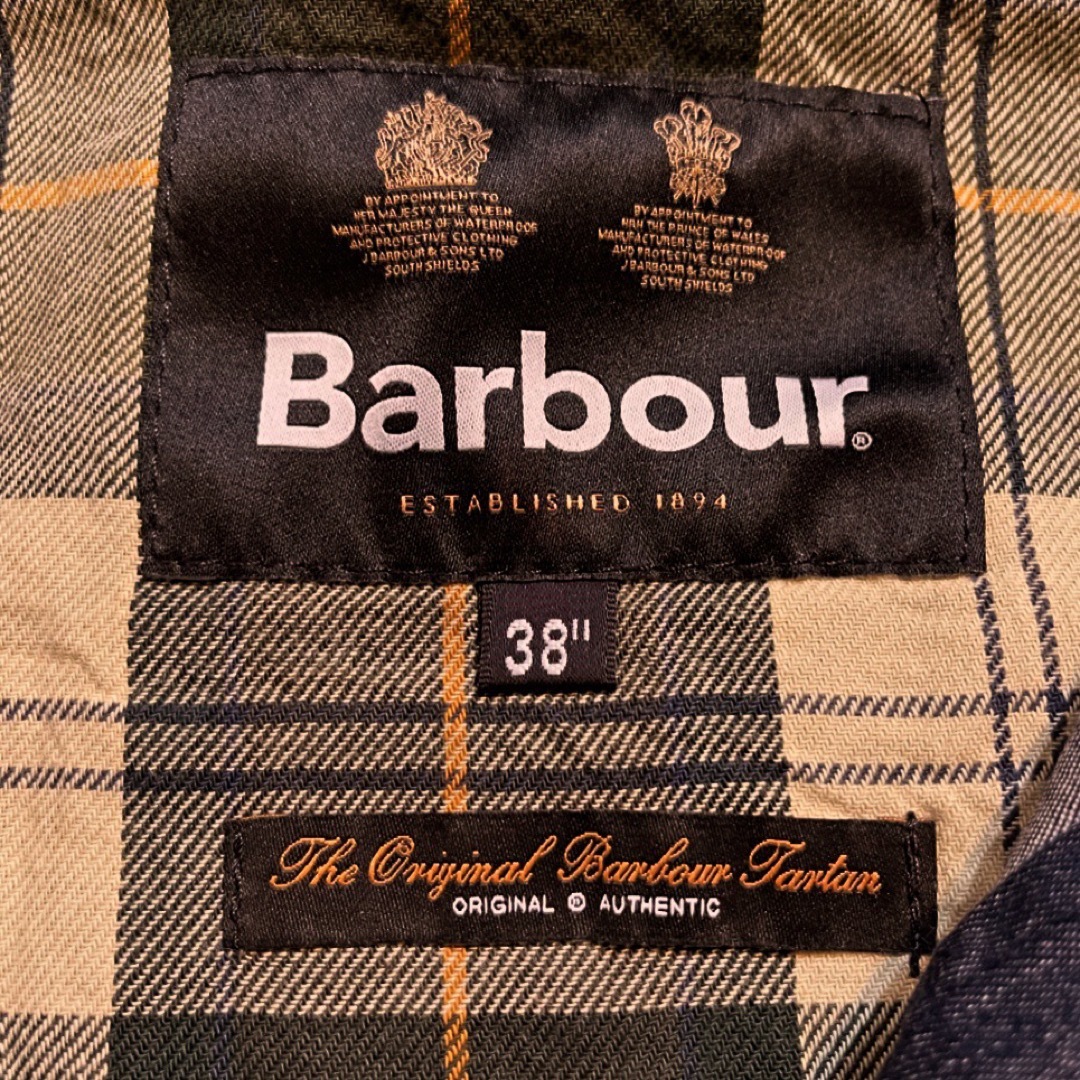 BY APPOINTMENT TO
HER MAJESTY THE QUEEN
MANUFACTURERS OF WATERPROOF
AND PROTECTIVE CLOTHING
J BARBOUR & SONS LTD
SOUTH SHIELDS
BY APPOINTMENT TO
HRH THE PRINCE OF WALES
MANUFACTURERS OF WATERPROOF
AND PROTECTIVE CLOTHING
J BARBOUR & SONS LTD
SOUTH SHIELDS
Barbour®
ESTABLISHED 1894
38"
The Original Barbour Tartan
ORIGINAL ® AUTHENTIC